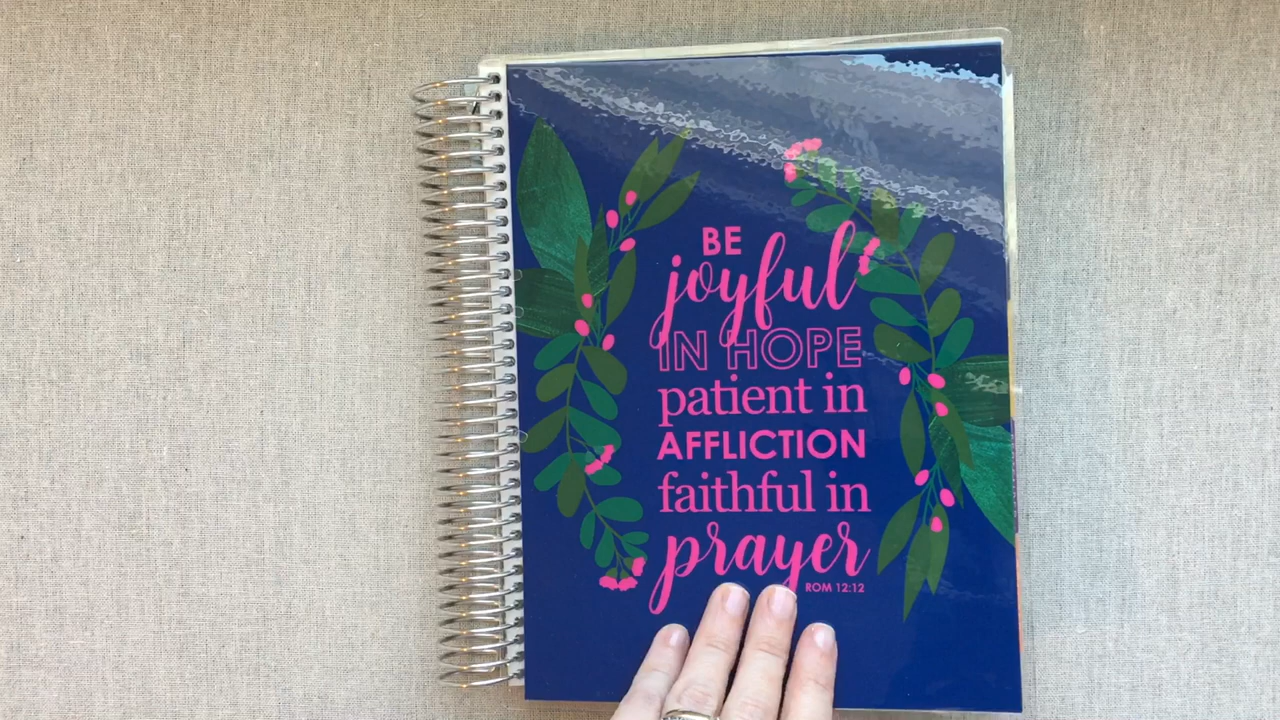 BE
joyful
IN HOPE
patient in
AFFLICTION
faithful in
prayer
ROM 12:12